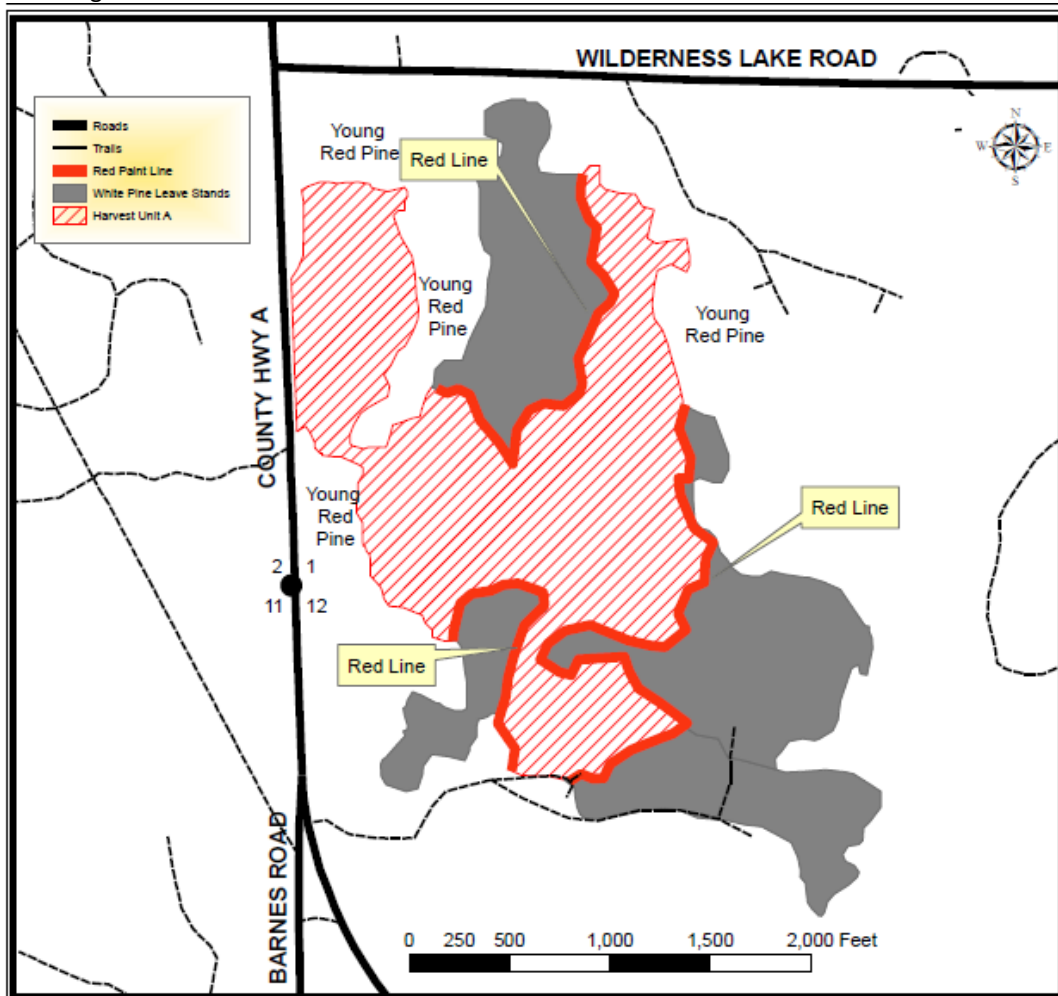 WILDERNESS LAKE ROAD
Roads
Trails
Red Paint Line
White Pine Leave Stands
Harvest Unit A
Young
Red Pine
Red Line
N
W E
S
Young
Red
Pine
Young
Red Pine
COUNTY HWY A
Young
Red
Pine
Red Line
2 1
11 12
Red Line
BARNES ROAD
0 250 500 1,000 1,500 2,000 Feet